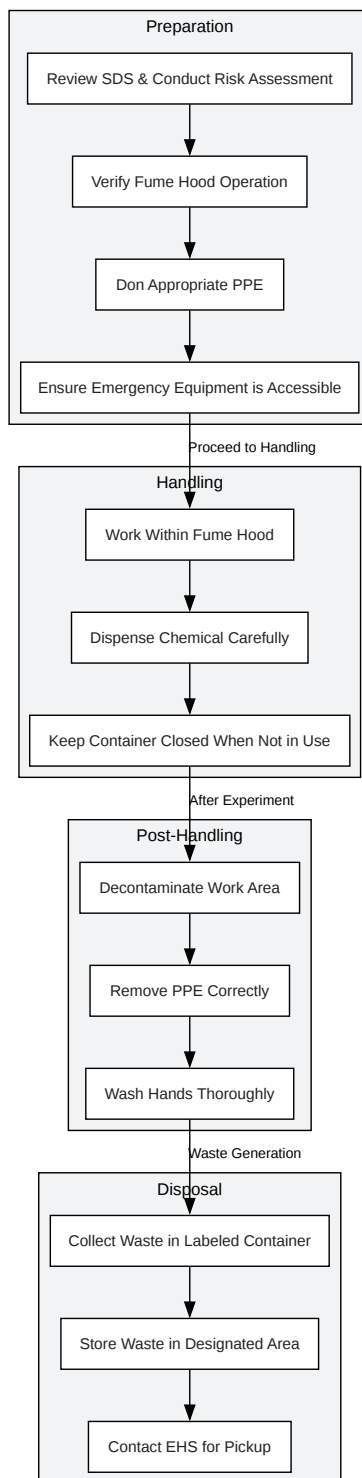 Preparation
Review SDS & Conduct Risk Assessment
Verify Fume Hood Operation
Don Appropriate PPE
Ensure Emergency Equipment is Accessible
Proceed to Handling
Handling
Work Within Fume Hood
Dispense Chemical Carefully
Keep Container Closed When Not in Use
After Experiment
Post-Handling
Decontaminate Work Area
Remove PPE Correctly
Wash Hands Thoroughly
Waste Generation
Disposal
Collect Waste in Labeled Container
Store Waste in Designated Area
Contact EHS for Pickup